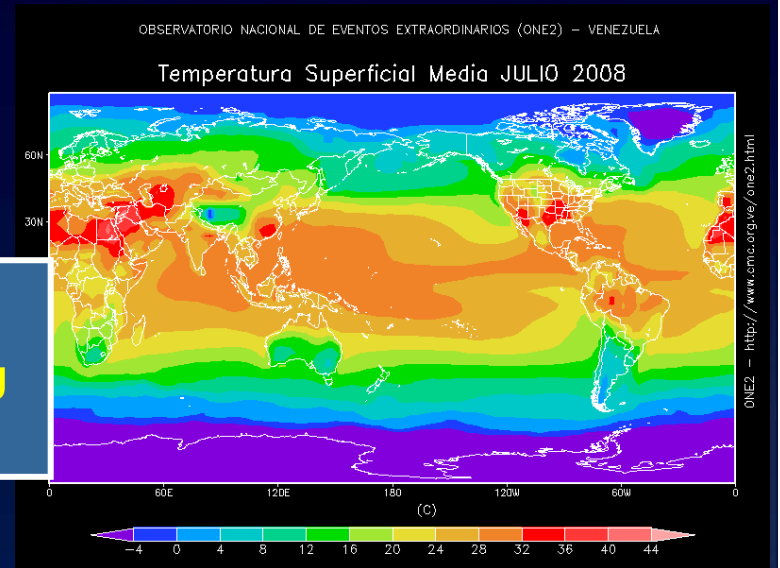 OBSERVATORIO NACIONAL DE EVENTOS EXTRAORDINARIOS (ONE2) – VENEZUELA
Temperatura Superficial Media JULIO 2008
60N
30N
0 60E 120E 180 120W 60W 0
(C)
−4 0 4 8 12 16 20 24 28 32 36 40 44
ONE2 – http://www.cmc.org.ve/one2.html